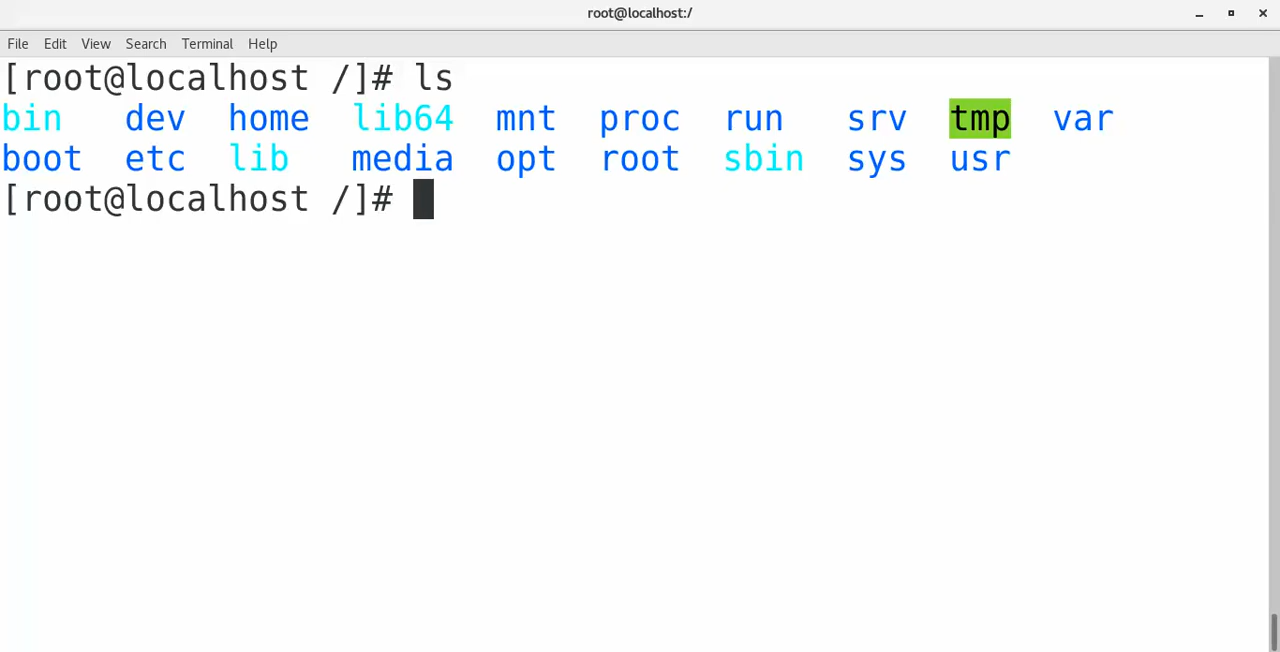 root@localhost:/
File Edit View Search Terminal Help
[root@localhost /]# ls
bin dev home lib64 mnt proc run srv tmp var
boot etc lib media opt root sbin sys usr
[root@localhost /]#